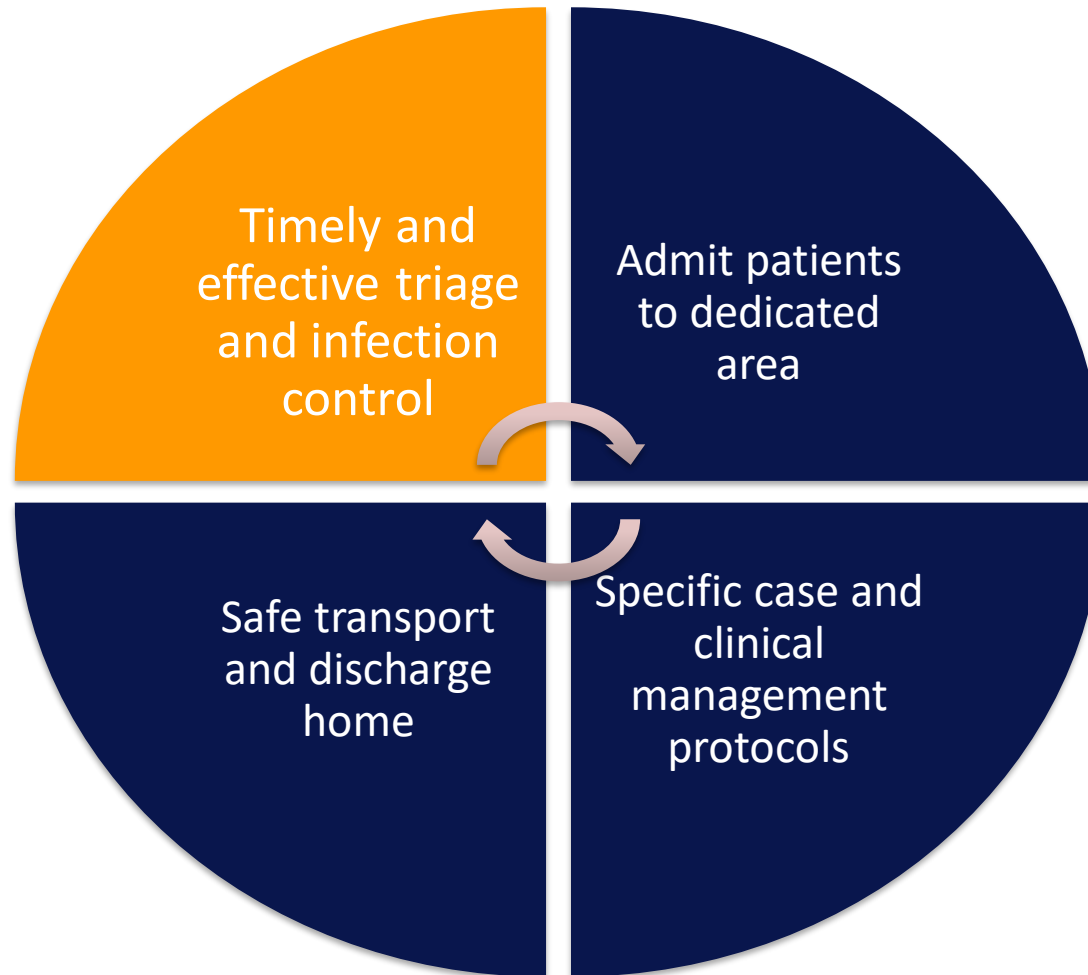 Timely and
effective triage
and infection
control
Admit patients
to dedicated
area
Safe transport
and discharge
home
Specific case and
clinical
management
protocols